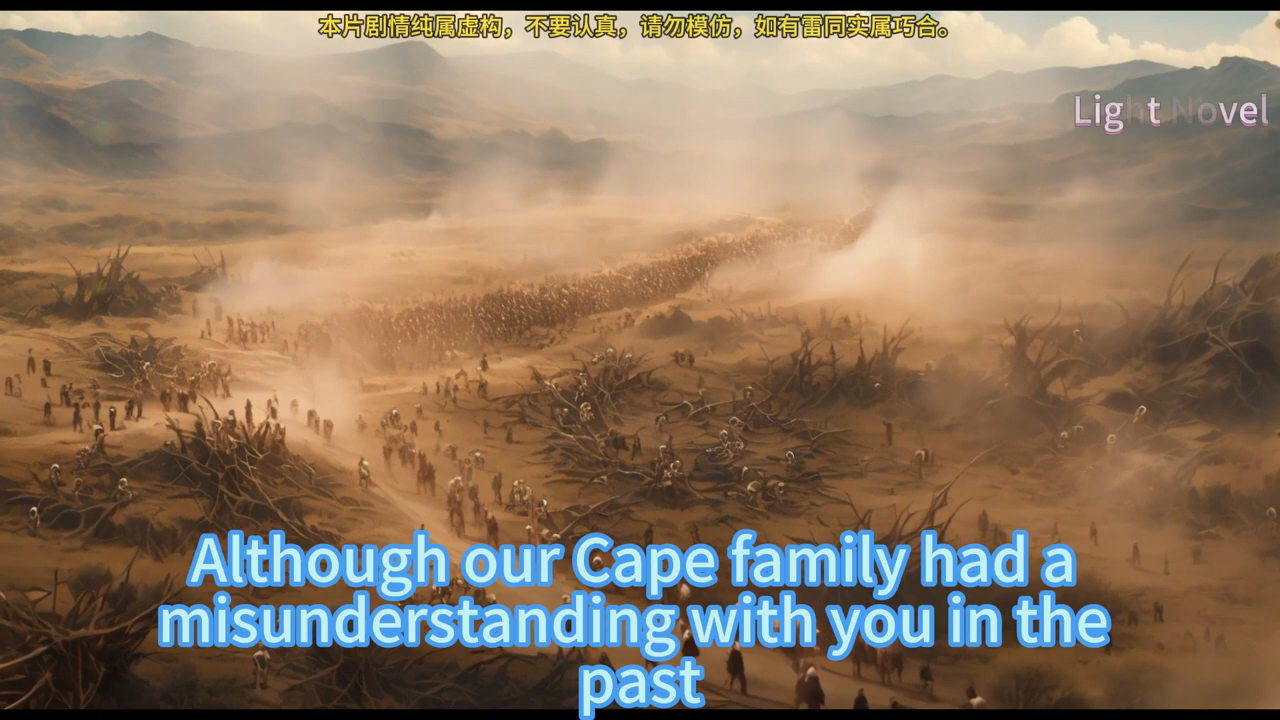 本片剧情纯属虚构，不要认真，请勿模仿，如有雷同实属巧合。
Light Novel
Although our Cape family had a
misunderstanding with you in the
past